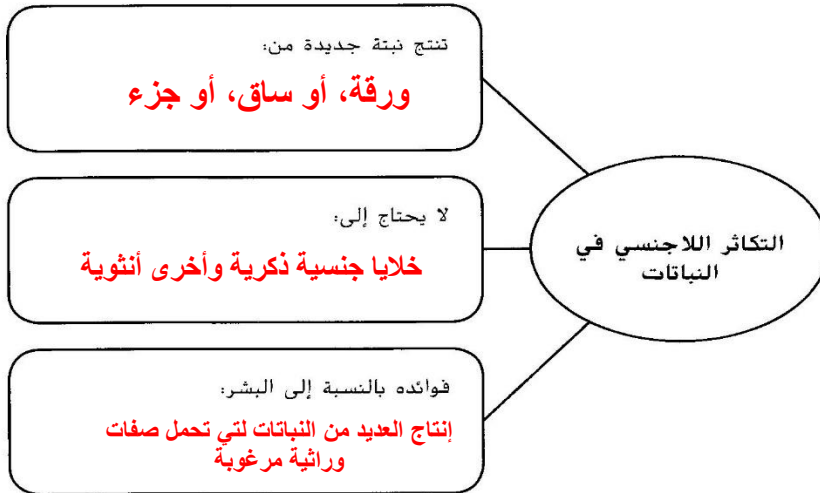 تنتج نبتة جديدة من:
ورقة، أو ساق، أو جزء
لا يحتاج إلى:
خلايا جنسية ذكرية وأخرى أنثوية
التكاثر اللاجنسي في
النباتات
فوائده بالنسبة إلى البشر:
إنتاج العديد من النباتات لتي تحمل صفات
وراثية مرغوبة